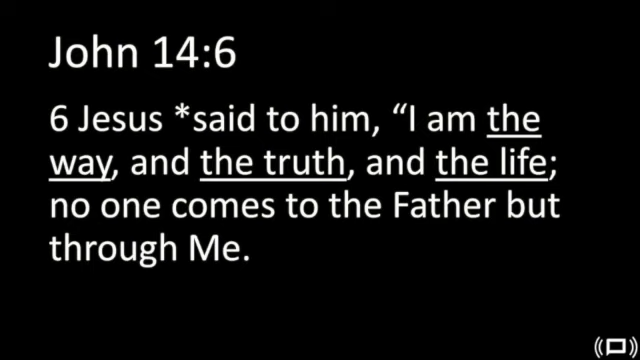 John 14:6
6 Jesus *said to him, “I am the
way, and the truth, and the life;
no one comes to the Father but
through Me.